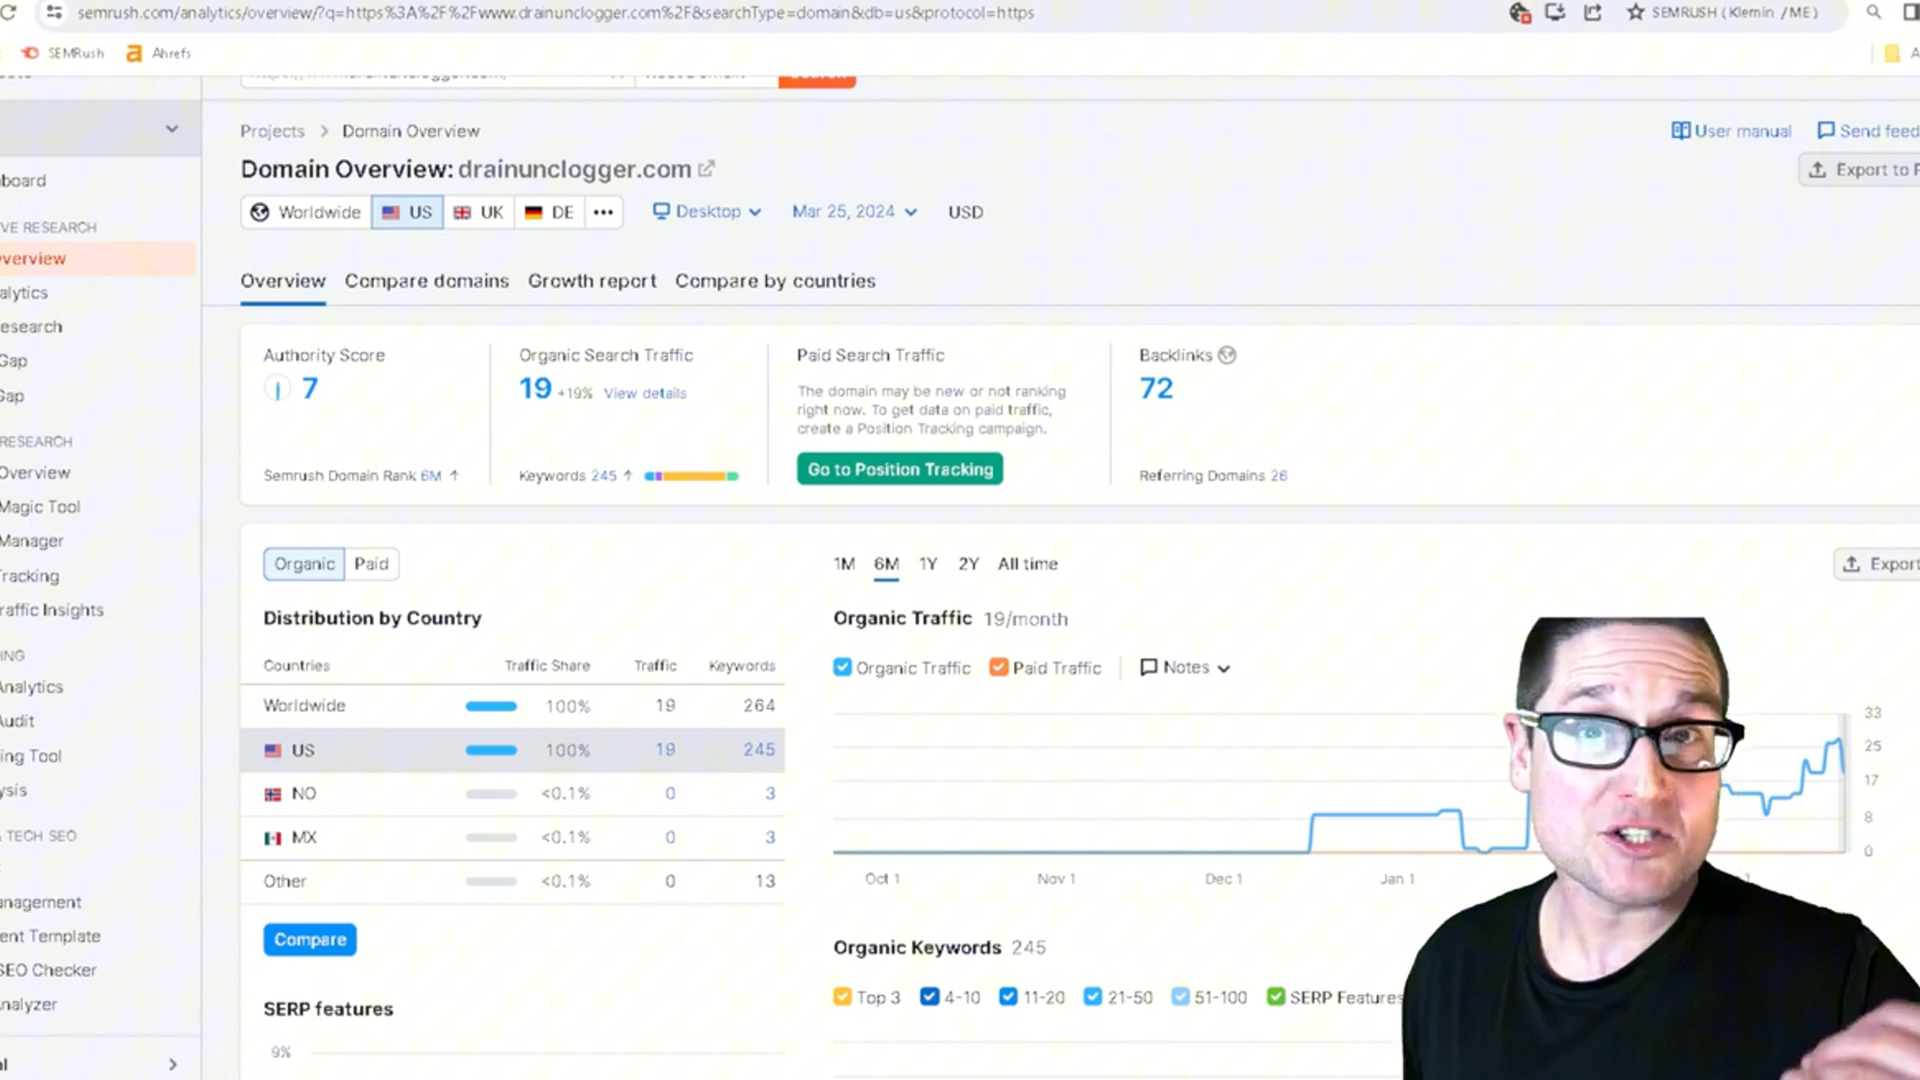 semrush.com/analytics/overview/?q=https%3A%2F%2Fwww.drainunclogger.com%2F&searchType=domain&db=us&protocol=https
SEMRUSH ( Klemin / ME )
SEMRush
Ahrefs
Projects > Domain Overview
User manual
Send feed
Domain Overview: drainunclogger.com
Export to P
Worldwide US UK DE ••• Desktop Mar 25, 2024 USD
Overview Compare domains Growth report Compare by countries
board
VE RESEARCH
verview
alytics
esearch
Gap
Gap
RESEARCH
Overview
Magic Tool
Manager
Tracking
raffic Insights
ING
Analytics
Audit
ing Tool
ysis
& TECH SEO
anagement
ent Template
SEO Checker
Analyzer
Authority Score
7
Semrush Domain Rank 6M ↑
Organic Search Traffic
19 +19% View details
Keywords 245 ↑
Paid Search Traffic
The domain may be new or not ranking
right now. To get data on paid traffic,
create a Position Tracking campaign.
Go to Position Tracking
Backlinks
72
Referring Domains 26
Organic Paid
Distribution by Country
Countries Traffic Share Traffic Keywords
Worldwide 100% 19 264
US 100% 19 245
NO <0.1% 0 3
MX <0.1% 0 3
Other <0.1% 0 13
Compare
SERP features
9%
1M 6M 1Y 2Y All time
Export
Organic Traffic 19/month
Organic Traffic Paid Traffic Notes
33
25
17
8
0
Oct 1 Nov 1 Dec 1 Jan 1
Organic Keywords 245
Top 3 4-10 11-20 21-50 51-100 SERP Features